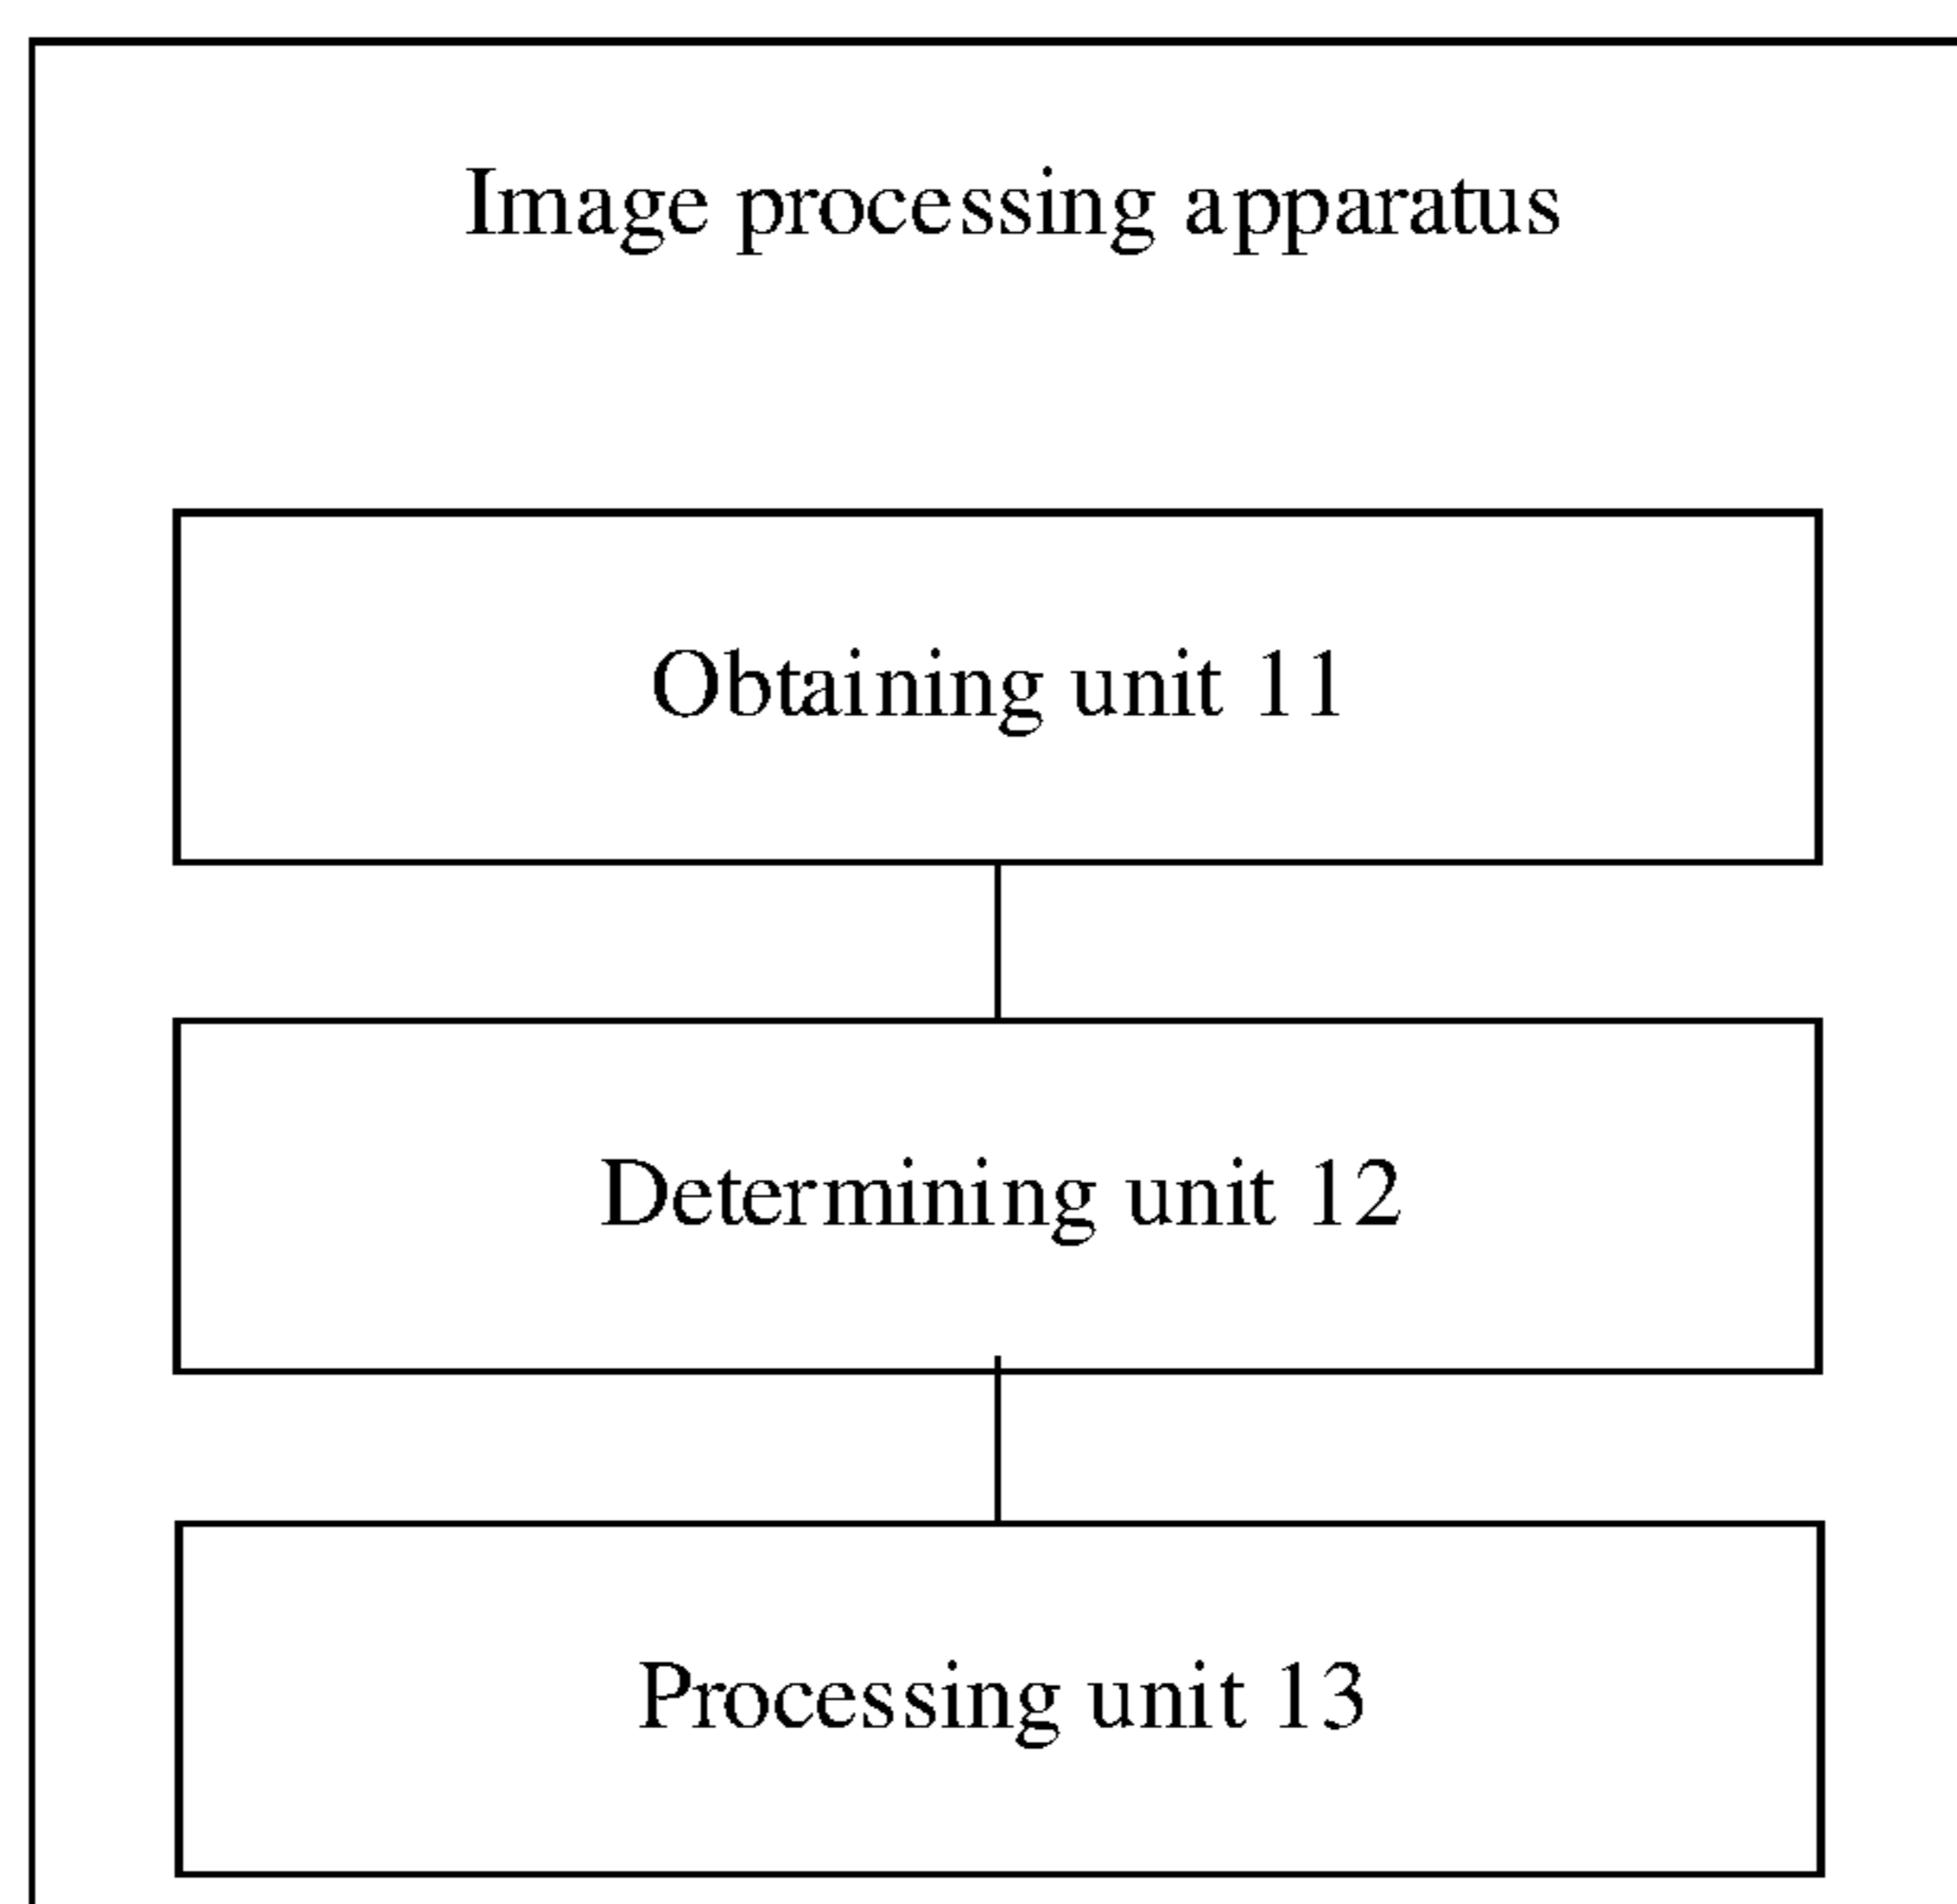 Image processing apparatus
Obtaining unit 11
Determining unit 12
Processing unit 13